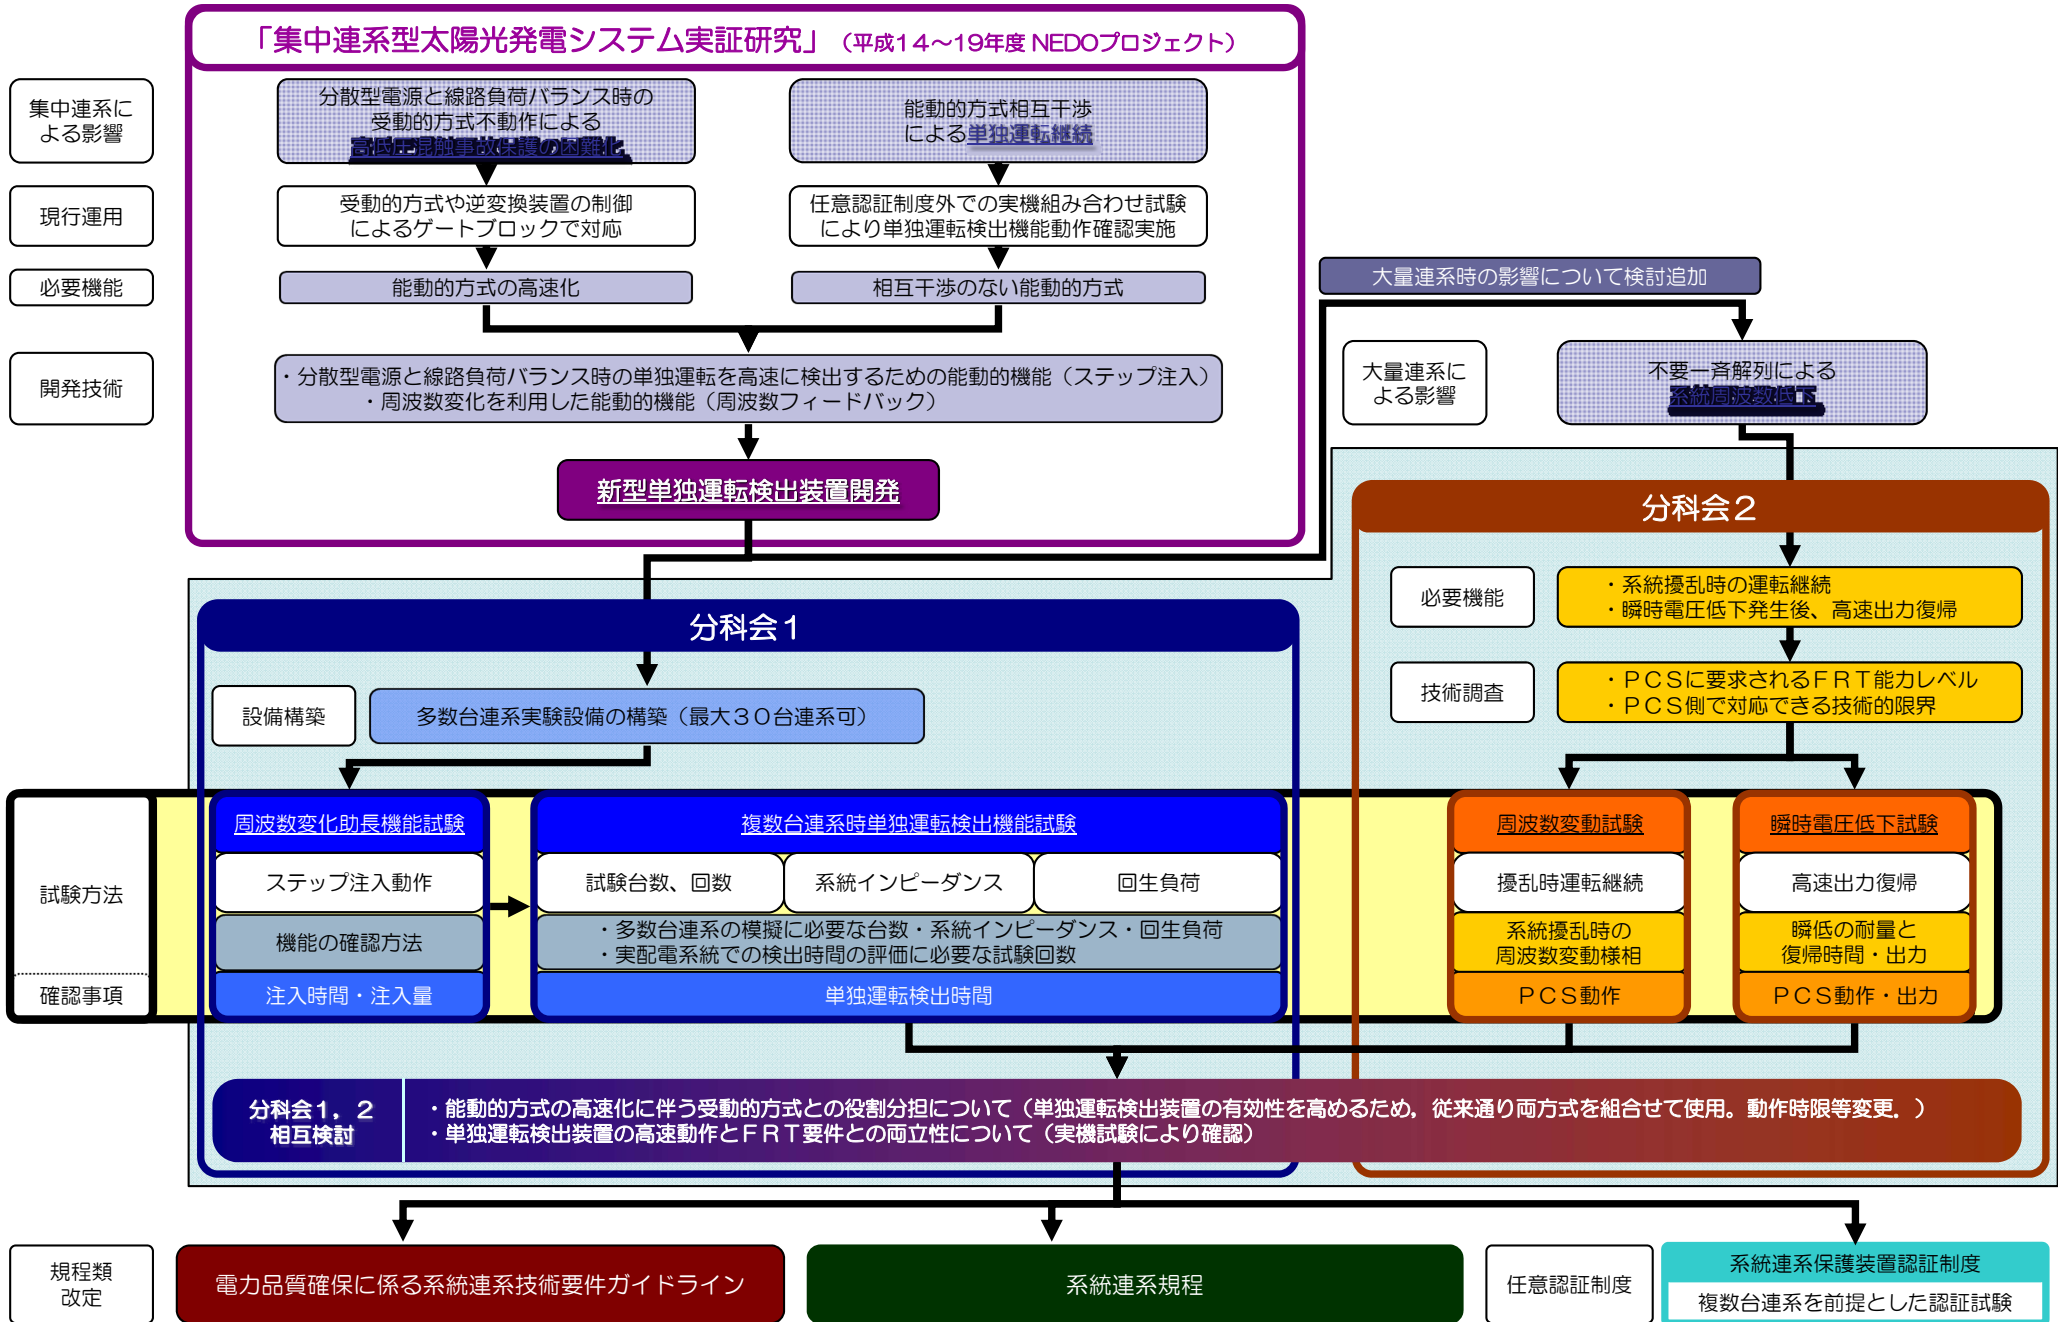 「集中連系型太陽光発電システム実証研究」（平成１４～１９年度 NEDOプロジェクト）
集中連系に
よる影響
分散型電源と線路負荷バランス時の
受動的方式不動作による
高低圧混触事故保護の困難化
能動的方式相互干渉
による単独運転継続
現行運用
受動的方式や逆変換装置の制御
によるゲートブロックで対応
任意認証制度外での実機組み合わせ試験
により単独運転検出機能動作確認実施
必要機能
能動的方式の高速化
相互干渉のない能動的方式
大量連系時の影響について検討追加
開発技術
・分散型電源と線路負荷バランス時の単独運転を高速に検出するための能動的機能（ステップ注入）
・周波数変化を利用した能動的機能（周波数フィードバック）
大量連系に
よる影響
不要一斉解列による
系統周波数低下
新型単独運転検出装置開発
分科会２
必要機能
・系統擾乱時の運転継続
・瞬時電圧低下発生後、高速出力復帰
分科会１
技術調査
・ＰＣＳに要求されるＦＲＴ能力レベル
・ＰＣＳ側で対応できる技術的限界
設備構築
多数台連系実験設備の構築（最大３０台連系可）
試験方法
確認事項
周波数変化助長機能試験
ステップ注入動作
機能の確認方法
注入時間・注入量
複数台連系時単独運転検出機能試験
試験台数、回数
系統インピーダンス
回生負荷
・多数台連系の模擬に必要な台数・系統インピーダンス・回生負荷
・実配電系統での検出時間の評価に必要な試験回数
単独運転検出時間
周波数変動試験
擾乱時運転継続
系統擾乱時の
周波数変動様相
ＰＣＳ動作
瞬時電圧低下試験
高速出力復帰
瞬低の耐量と
復帰時間・出力
ＰＣＳ動作・出力
分科会１，２
相互検討
・能動的方式の高速化に伴う受動的方式との役割分担について（単独運転検出装置の有効性を高めるため，従来通り両方式を組合せて使用。動作時限等変更．）
・単独運転検出装置の高速動作とＦＲＴ要件との両立性について（実機試験により確認）
規程類
改定
電力品質確保に係る系統連系技術要件ガイドライン
系統連系規程
任意認証制度
系統連系保護装置認証制度
複数台連系を前提とした認証試験